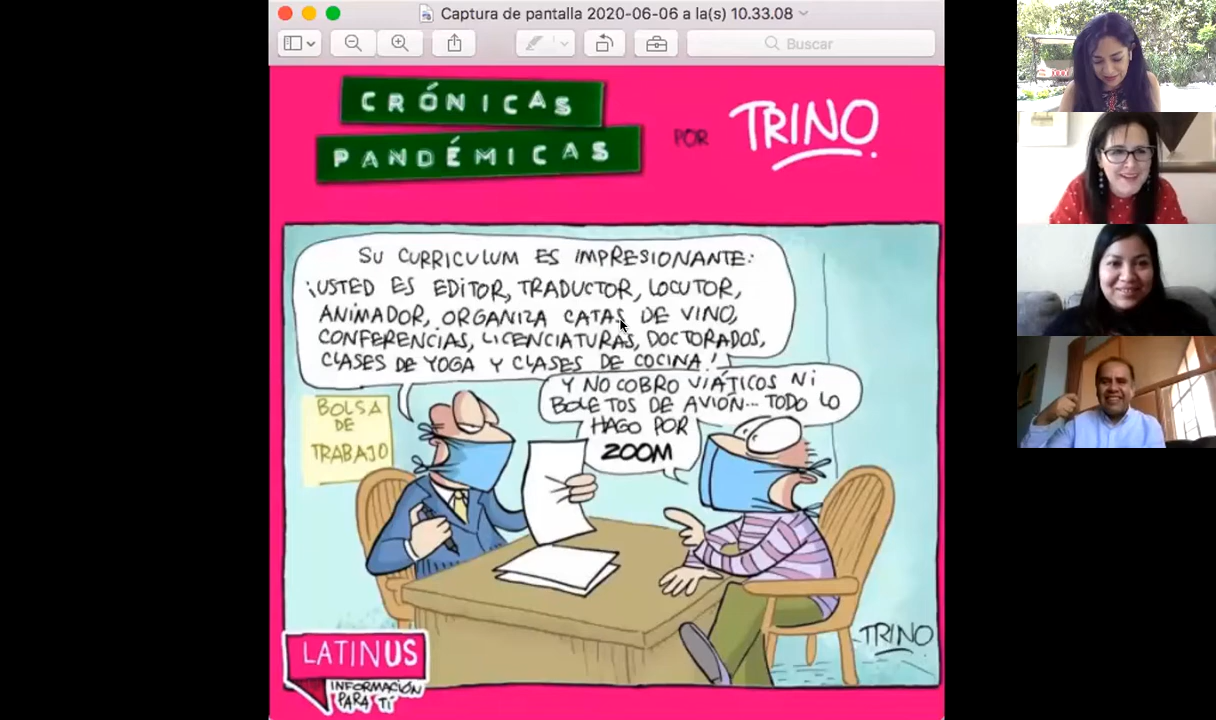 Captura de pantalla 2020-06-06 a la(s) 10.33.08
Buscar
CRÓNICAS
PANDÉMICAS
POR
TRINO.
SU CURRICULUM ES IMPRESIONANTE:
¡USTED ES EDITOR, TRADUCTOR, LOCUTOR,
ANIMADOR, ORGANIZA CATAS DE VINO,
CONFERENCIAS, LICENCIATURAS, DOCTORADOS,
CLASES DE YOGA Y CLASES DE COCINA!
Y NO COBRO VIÁTICOS NI
BOLETOS DE AVIÓN... TODO LO
HAGO POR
ZOOM
BOLSA
DE
TRABAJO
TRINO
LATINUS
INFORMACIÓN
PARA TÍ